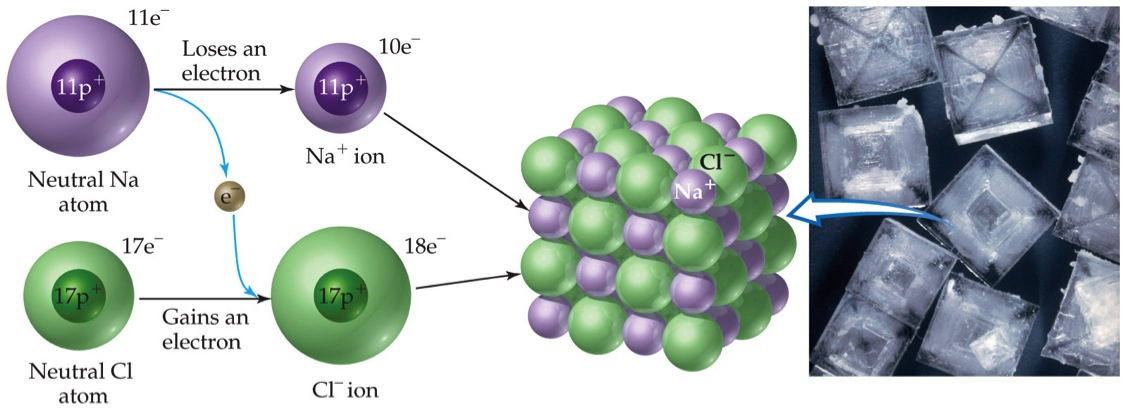 11e⁻
11p⁺
Neutral Na
atom
Loses an
electron
10e⁻
11p⁺
Na⁺ ion
e⁻
17e⁻
17p⁺
Neutral Cl
atom
Gains an
electron
18e⁻
17p⁺
Cl⁻ ion
Cl⁻
Na⁺